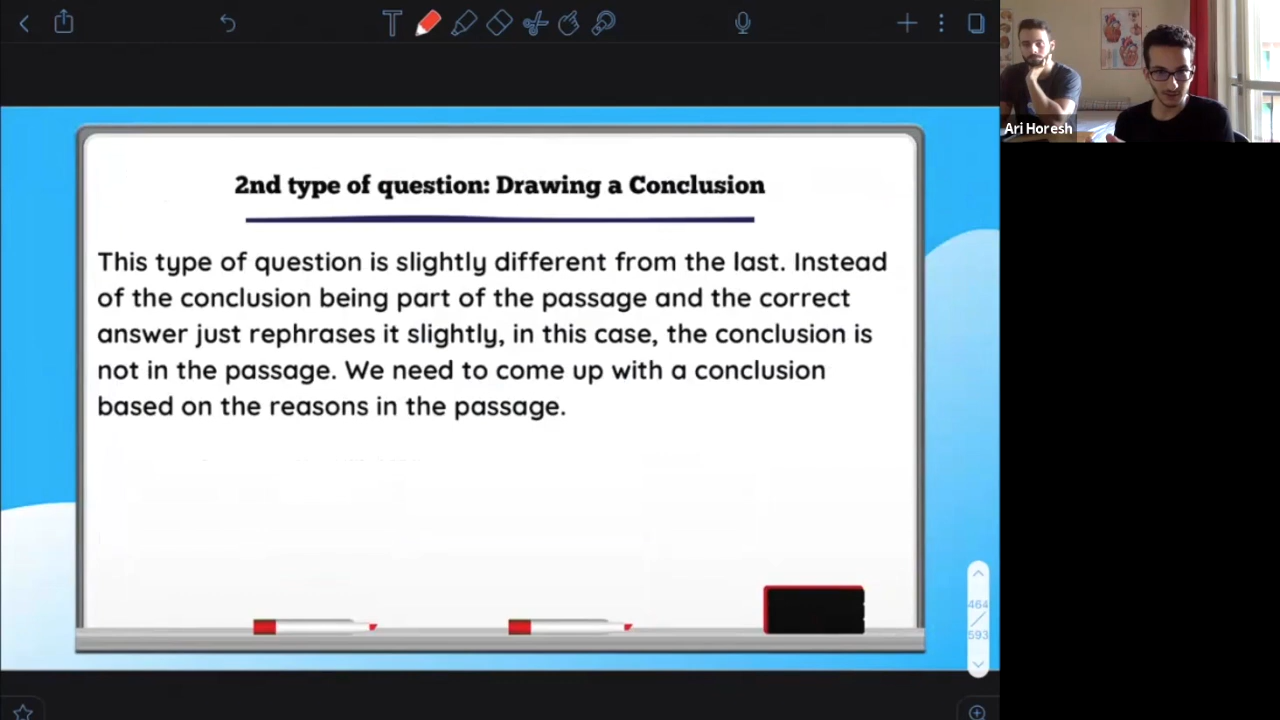 Ari Horesh
2nd type of question: Drawing a Conclusion
This type of question is slightly different from the last. Instead
of the conclusion being part of the passage and the correct
answer just rephrases it slightly, in this case, the conclusion is
not in the passage. We need to come up with a conclusion
based on the reasons in the passage.
464
/
593